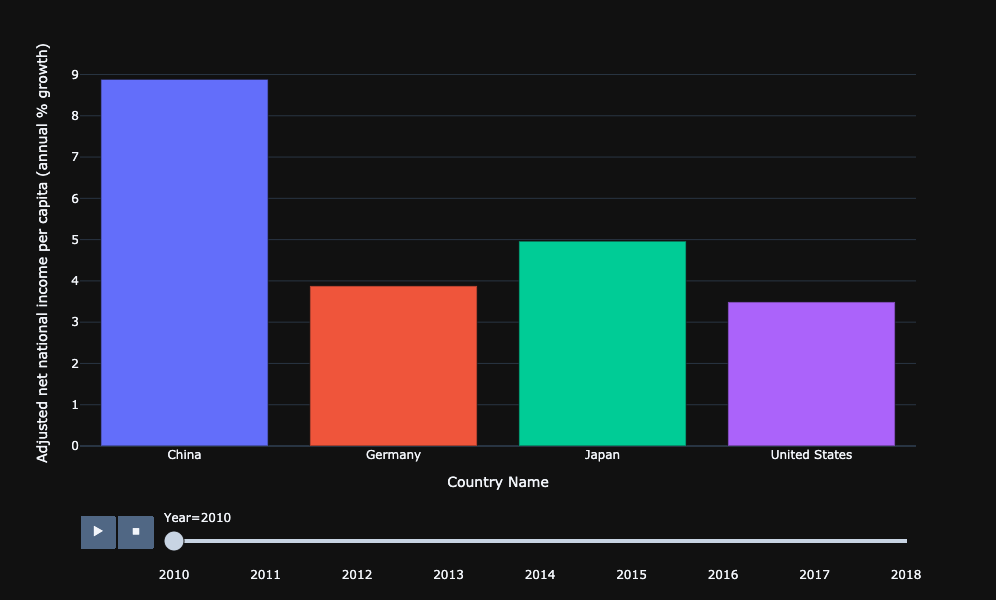 Adjusted net national income per capita (annual % growth)
9
8
7
6
5
4
3
2
1
0
China Germany Japan United States
Country Name
Year=2010
2010 2011 2012 2013 2014 2015 2016 2017 2018